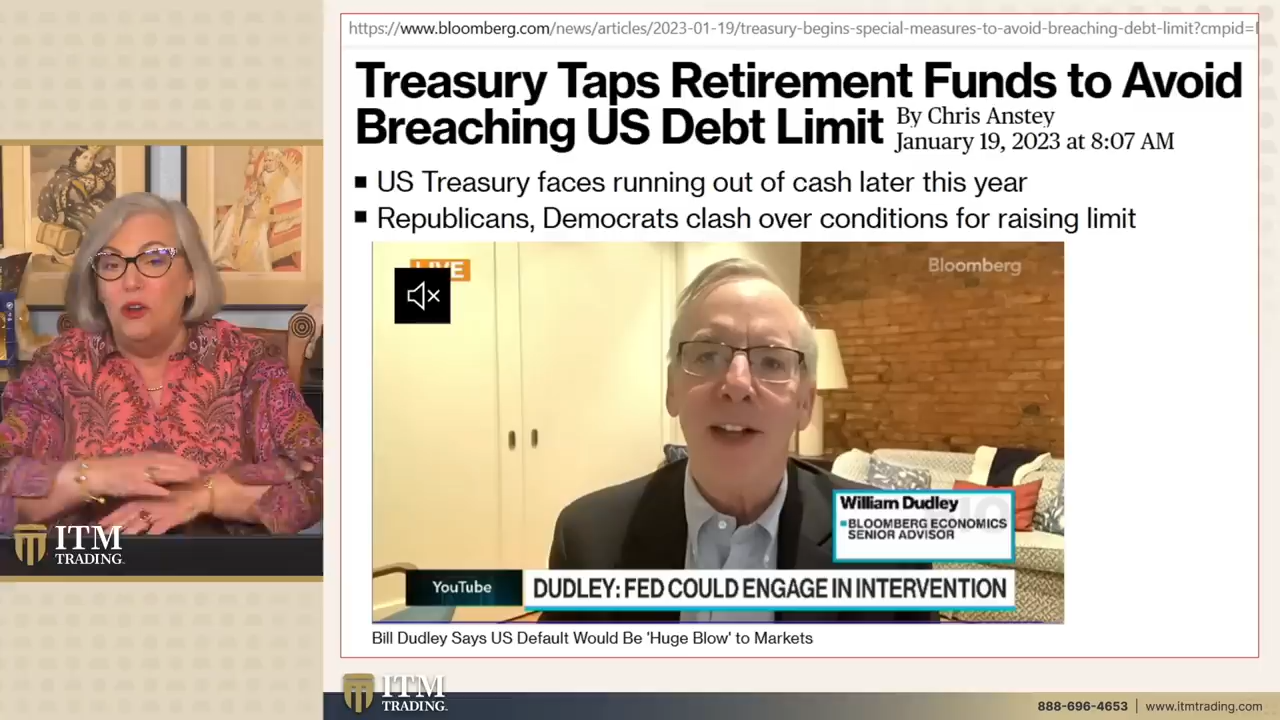 https://www.bloomberg.com/news/articles/2023-01-19/treasury-begins-special-measures-to-avoid-breaching-debt-limit?cmpid=
Treasury Taps Retirement Funds to Avoid
Breaching US Debt Limit
By Chris Anstey
January 19, 2023 at 8:07 AM
■ US Treasury faces running out of cash later this year
■ Republicans, Democrats clash over conditions for raising limit
LIVE
Bloomberg
William Dudley
BLOOMBERG ECONOMICS
SENIOR ADVISOR
YouTube
DUDLEY: FED COULD ENGAGE IN INTERVENTION
Bill Dudley Says US Default Would Be 'Huge Blow' to Markets
ITM
TRADING
ITM
TRADING
888-696-4653 | www.itmtrading.com